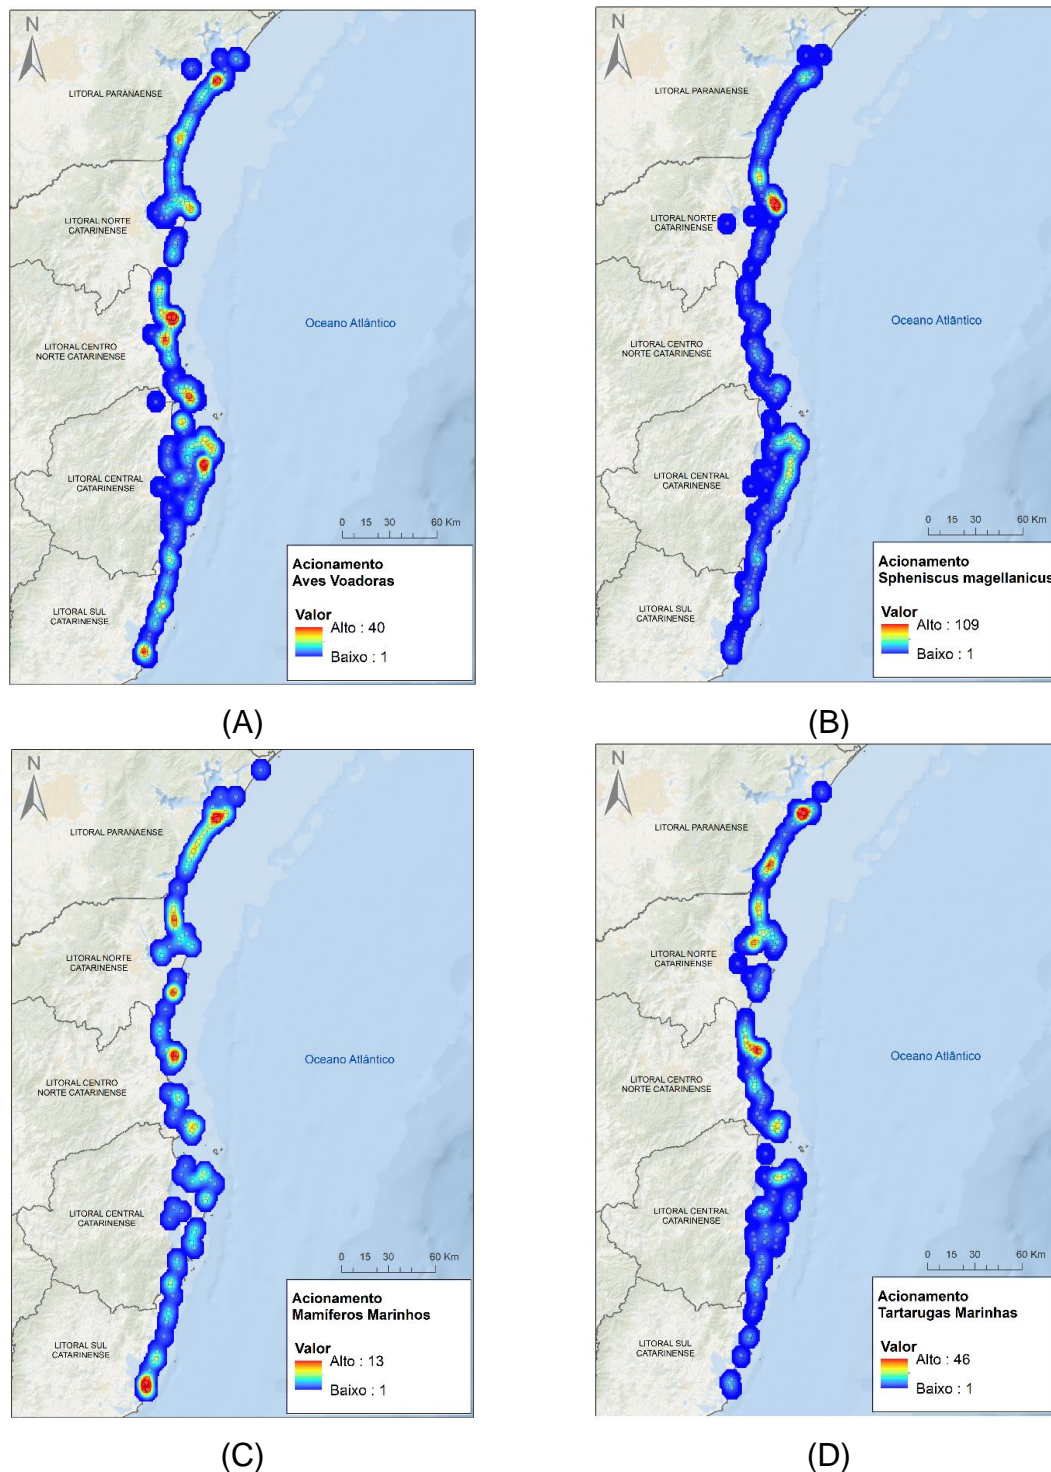 N
LITORAL PARANAENSE
LITORAL NORTE
CATARINENSE
LITORAL CENTRO
NORTE CATARINENSE
Oceano Atlântico
LITORAL CENTRAL
CATARINENSE
0 15 30 60 Km
LITORAL SUL
CATARINENSE
Acionamento
Aves Voadoras
Valor
Alto : 40
Baixo : 1
(A)
N
LITORAL PARANAENSE
LITORAL NORTE
CATARINENSE
LITORAL CENTRO
NORTE CATARINENSE
Oceano Atlântico
LITORAL CENTRAL
CATARINENSE
0 15 30 60 Km
LITORAL SUL
CATARINENSE
Acionamento
Spheniscus magellanicus
Valor
Alto : 109
Baixo : 1
(B)
N
LITORAL PARANAENSE
LITORAL NORTE
CATARINENSE
LITORAL CENTRO
NORTE CATARINENSE
Oceano Atlântico
LITORAL CENTRAL
CATARINENSE
0 15 30 60 Km
LITORAL SUL
CATARINENSE
Acionamento
Mamíferos Marinhos
Valor
Alto : 13
Baixo : 1
(C)
N
LITORAL PARANAENSE
LITORAL NORTE
CATARINENSE
LITORAL CENTRO
NORTE CATARINENSE
Oceano Atlântico
LITORAL CENTRAL
CATARINENSE
0 15 30 60 Km
LITORAL SUL
CATARINENSE
Acionamento
Tartarugas Marinhas
Valor
Alto : 46
Baixo : 1
(D)